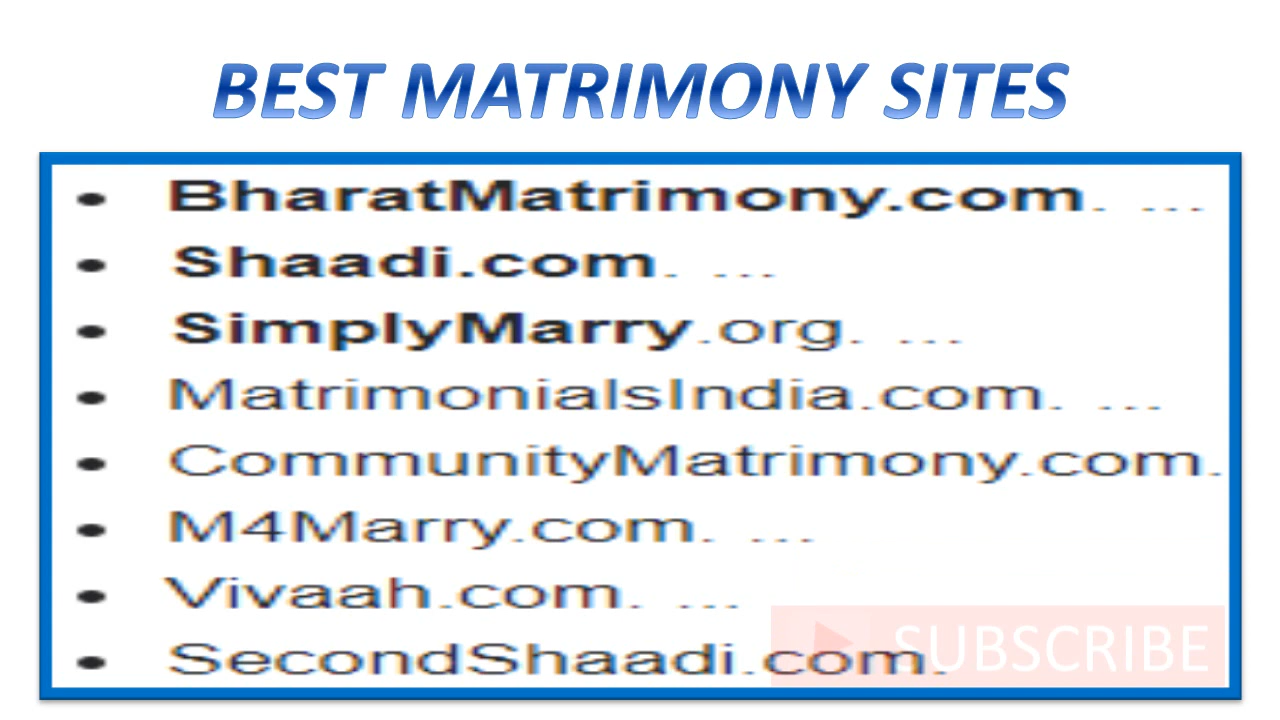 BEST MATRIMONY SITES
• BharatMatrimony.com. ...
• Shaadi.com. ...
• SimplyMarry.org. ...
• MatrimonialsIndia.com. ...
• CommunityMatrimony.com.
• M4Marry.com. ...
• Vivaah.com. ...
• SecondShaadi.com.
SUBSCRIBE